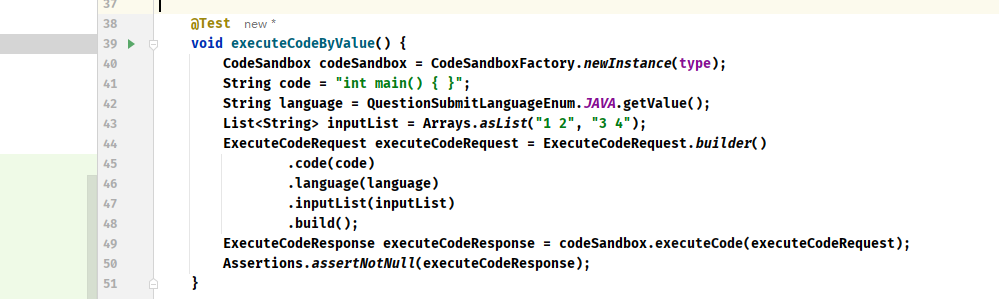 37
38 @Test new *
39 void executeCodeByValue() {
40 CodeSandbox codeSandbox = CodeSandboxFactory.newInstance(type);
41 String code = "int main() { }";
42 String language = QuestionSubmitLanguageEnum.JAVA.getValue();
43 List<String> inputList = Arrays.asList("1 2", "3 4");
44 ExecuteCodeRequest executeCodeRequest = ExecuteCodeRequest.builder()
45 .code(code)
46 .language(language)
47 .inputList(inputList)
48 .build();
49 ExecuteCodeResponse executeCodeResponse = codeSandbox.executeCode(executeCodeRequest);
50 Assertions.assertNotNull(executeCodeResponse);
51 }